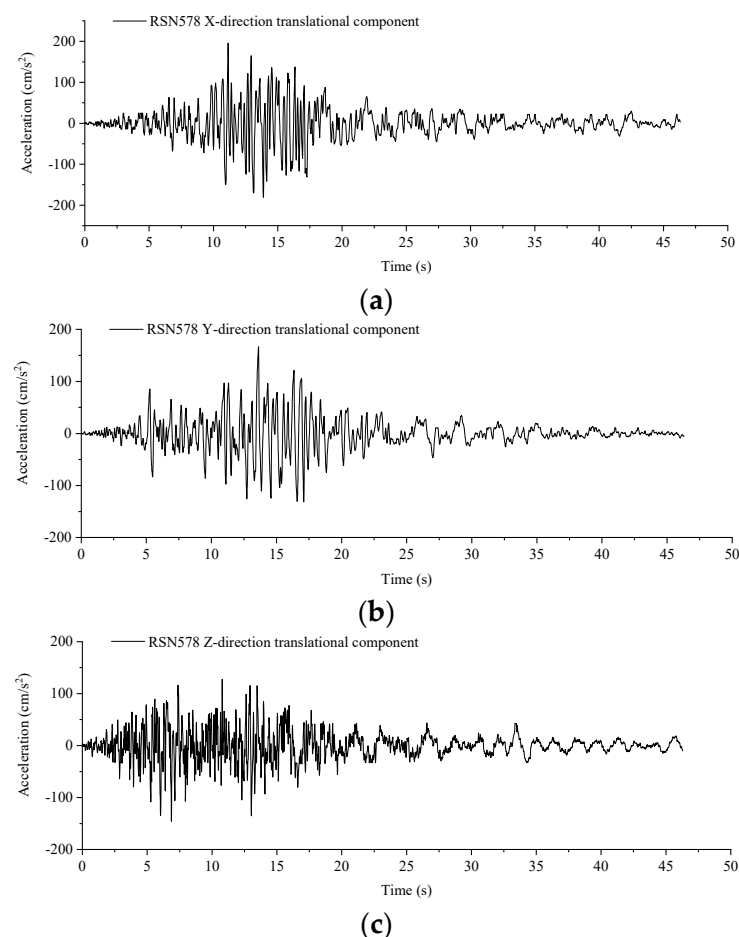 RSN578 X-direction translational component
200
100
0
-100
-200
Acceleration (cm/s²)
0 5 10 15 20 25 30 35 40 45 50
Time (s)
(a)
RSN578 Y-direction translational component
200
100
0
-100
-200
Acceleration (cm/s²)
0 5 10 15 20 25 30 35 40 45 50
Time (s)
(b)
RSN578 Z-direction translational component
200
100
0
-100
-200
Acceleration (cm/s²)
0 5 10 15 20 25 30 35 40 45 50
Time (s)
(c)